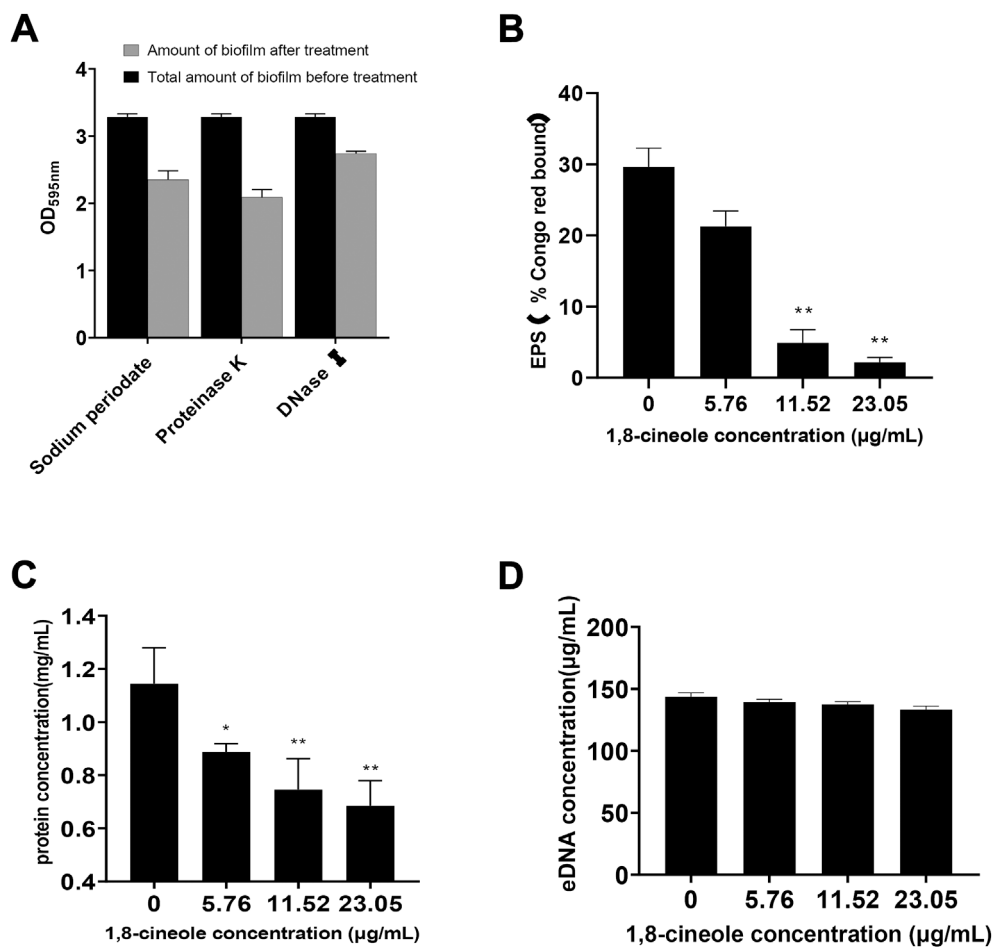 A
Amount of biofilm after treatment
Total amount of biofilm before treatment
4
3
2
1
0
OD595nm
Sodium periodate
Proteinase K
DNase I
B
40
30
20
10
0
EPS ( % Congo red bound )
**
**
0 5.76 11.52 23.05
1,8-cineole concentration (µg/mL)
C
1.4
1.2
1.0
0.8
0.6
0.4
protein concentration(mg/mL)
*
**
**
0 5.76 11.52 23.05
1,8-cineole concentration (µg/mL)
D
200
150
100
50
0
eDNA concentration(µg/mL)
0 5.76 11.52 23.05
1,8-cineole concentration (µg/mL)